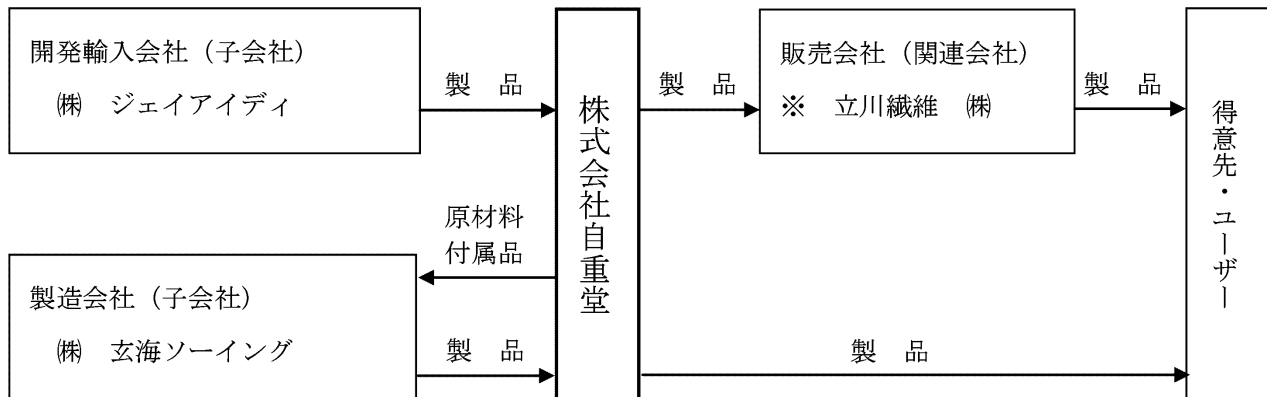 開発輸入会社（子会社）
㈱　ジェイアイディ
製　品
製造会社（子会社）
㈱　玄海ソーイング
原材料
付属品
製　品
株式会社自重堂
製　品
販売会社（関連会社）
※　立川繊維　㈱
製　品
製　品
得意先・ユーザー